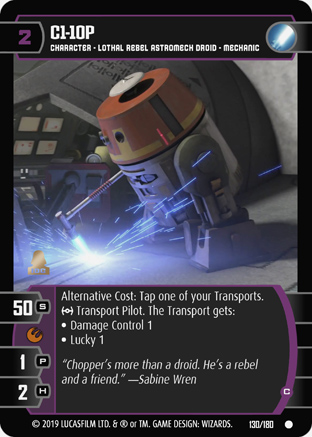 2
C1-10P
CHARACTER • LOTHAL REBEL ASTROMECH DROID • MECHANIC
50 S
Alternative Cost: Tap one of your Transports.
Transport Pilot. The Transport gets:
• Damage Control 1
• Lucky 1
1 P
“Chopper’s more than a droid. He’s a rebel
and a friend.” —Sabine Wren
2 H
C
© 2019 LUCASFILM LTD. & ® or TM. GAME DESIGN: WIZARDS.
130/180